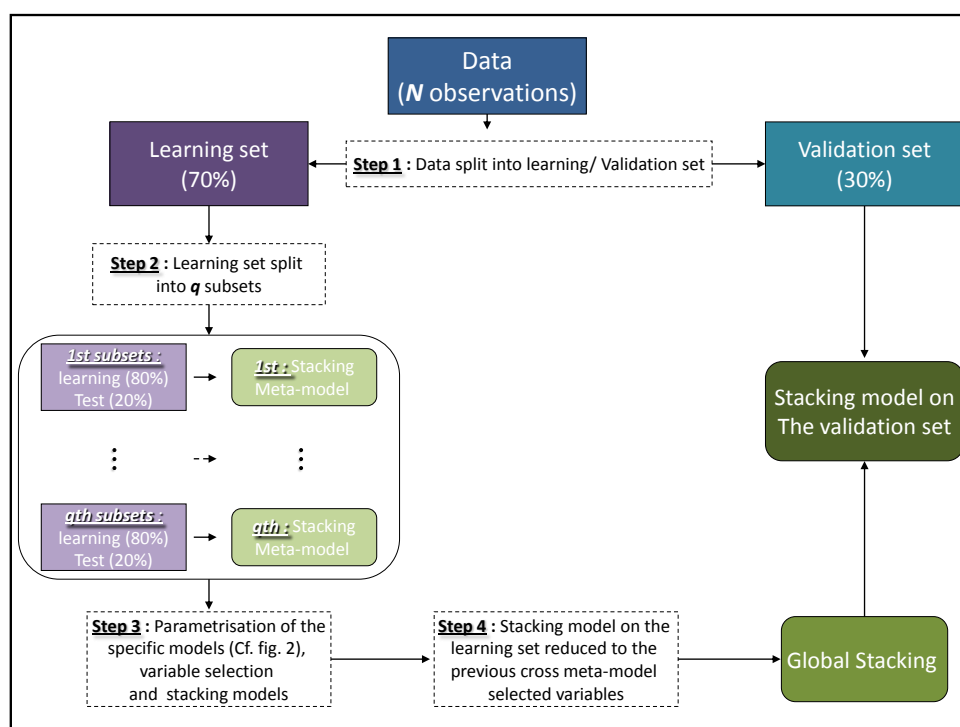 Data
(N observations)
Learning set
(70%)
Step 1 : Data split into learning/ Validation set
Validation set
(30%)
Step 2 : Learning set split
into q subsets
1st subsets :
learning (80%)
Test (20%)
1st : Stacking
Meta-model
qth subsets :
learning (80%)
Test (20%)
qth : Stacking
Meta-model
Stacking model on
The validation set
Step 3 : Parametrisation of the
specific models (Cf. fig. 2),
variable selection
and stacking models
Step 4 : Stacking model on the
learning set reduced to the
previous cross meta-model
selected variables
Global Stacking